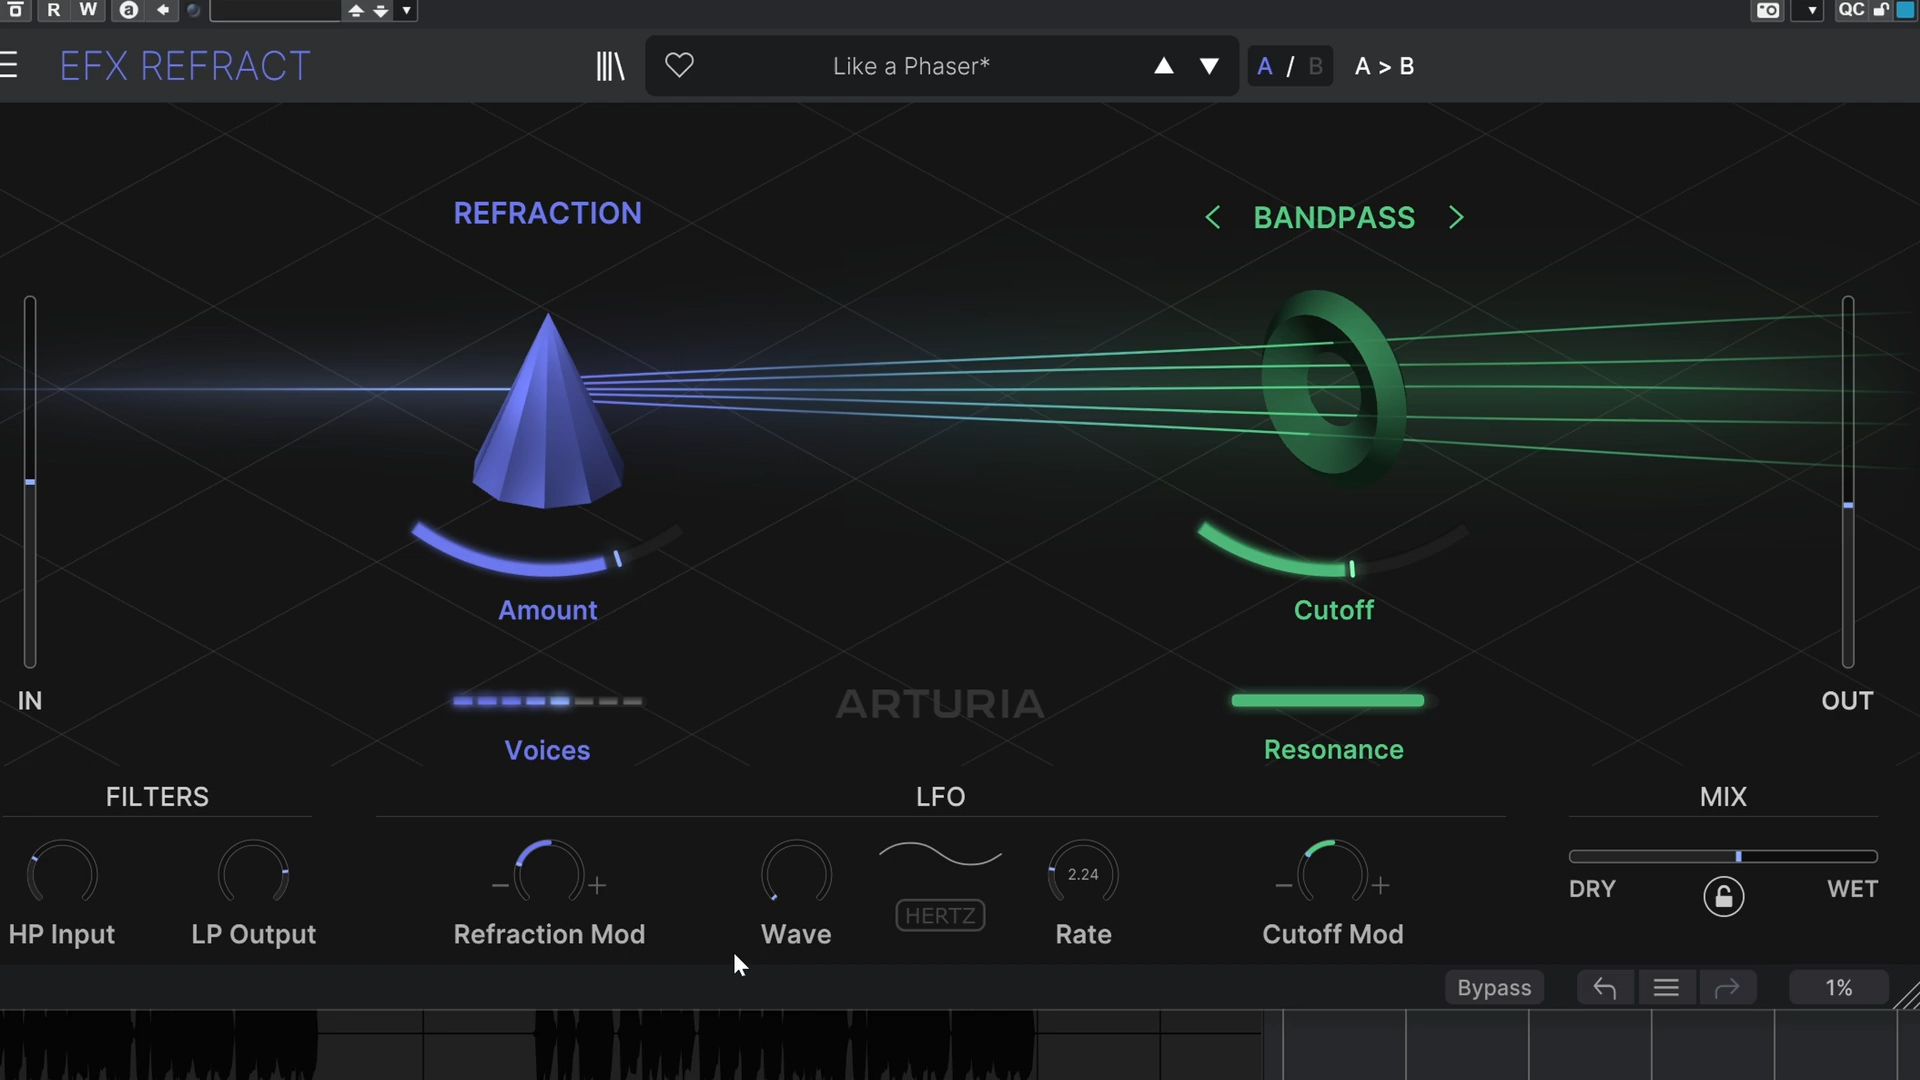 R W a QC
EFX REFRACT
Like a Phaser*
A / B
A > B
REFRACTION
BANDPASS
Amount
Cutoff
IN
ARTURIA
OUT
Voices
Resonance
FILTERS
LFO
MIX
2.24
DRY
WET
HERTZ
HP Input
LP Output
Refraction Mod
Wave
Rate
Cutoff Mod
Bypass
1%